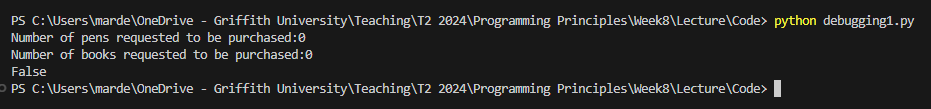 PS C:\Users\marde\OneDrive - Griffith University\Teaching\T2 2024\Programming Principles\Week8\Lecture\Code> python debugging1.py
Number of pens requested to be purchased:0
Number of books requested to be purchased:0
False
PS C:\Users\marde\OneDrive - Griffith University\Teaching\T2 2024\Programming Principles\Week8\Lecture\Code>